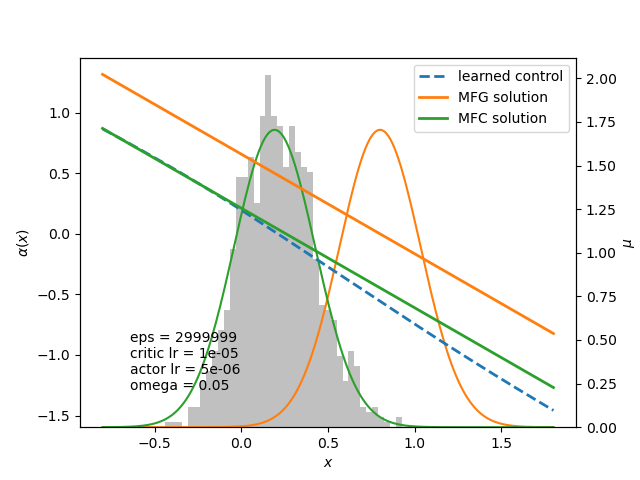 learned control
MFG solution
MFC solution
eps = 2999999
critic lr = 1e-05
actor lr = 5e-06
omega = 0.05
α(x)
1.0
0.5
0.0
−0.5
−1.0
−1.5
μ
2.00
1.75
1.50
1.25
1.00
0.75
0.50
0.25
0.00
−0.5 0.0 0.5 1.0 1.5
x